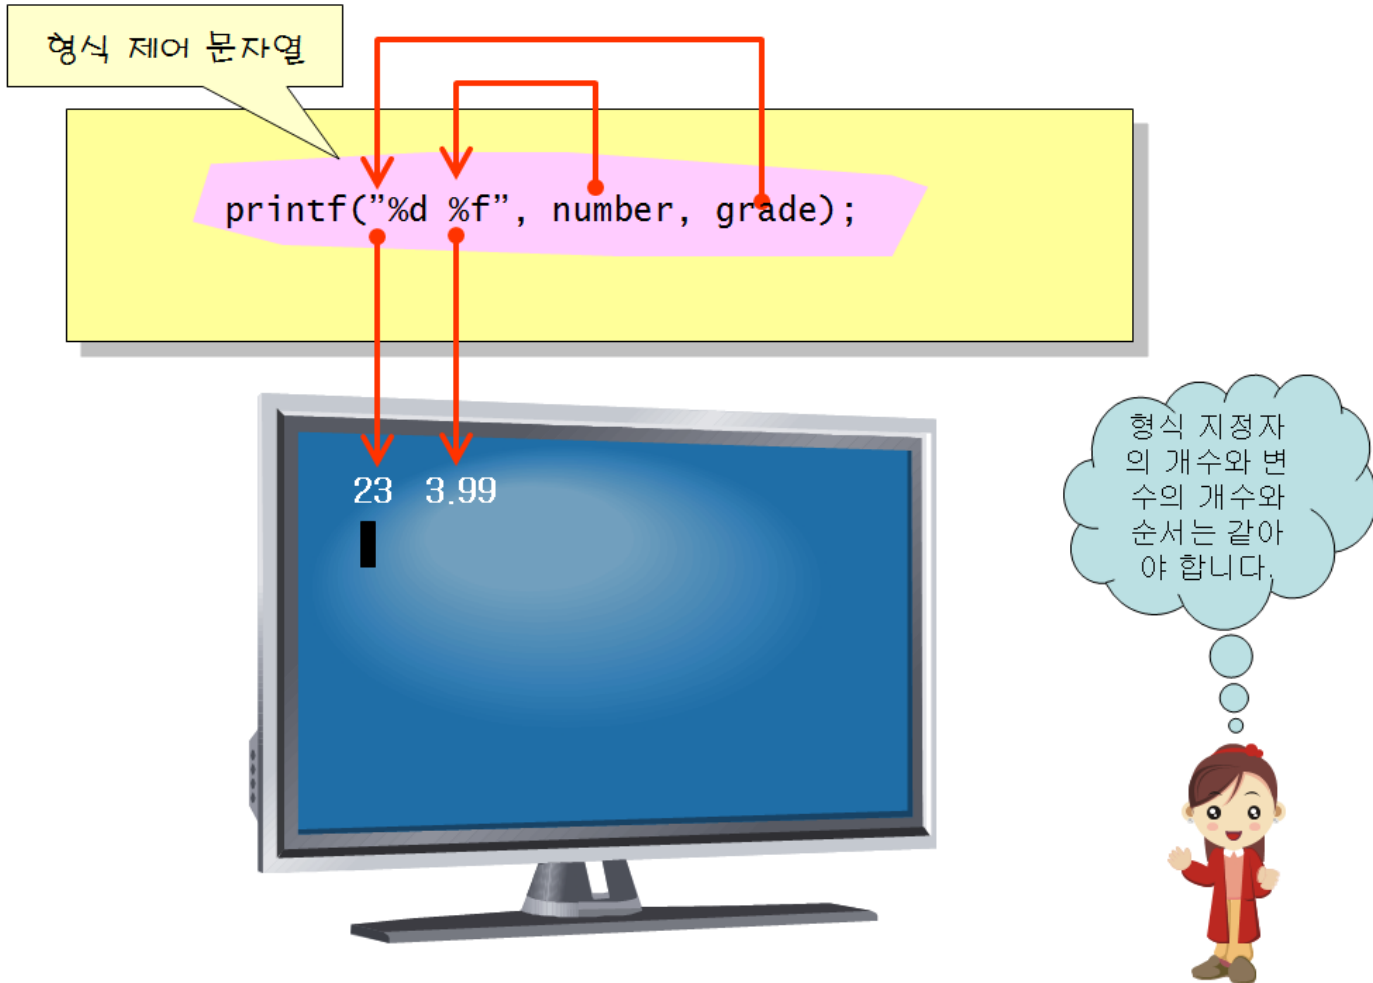 형식 제어 문자열
printf(”%d %f”, number, grade);
23 3.99
형식 지정자
의 개수와 변
수의 개수와
순서는 같아
야 합니다.